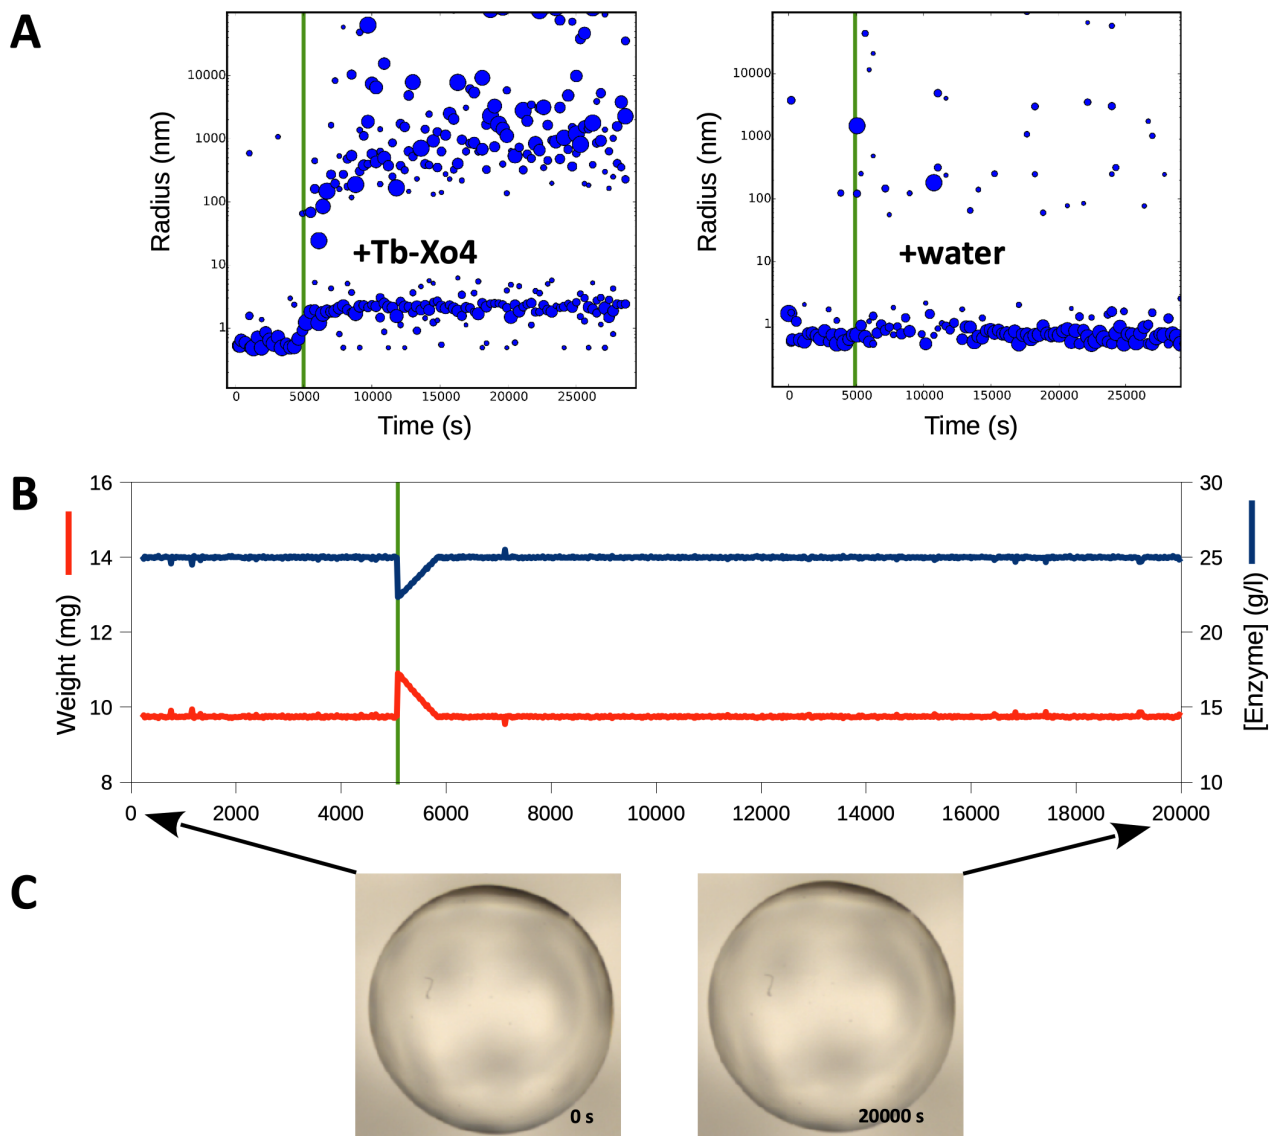 A
Radius (nm)
10000
1000
100
10
1
+Tb-Xo4
0 5000 10000 15000 20000 25000
Time (s)
Radius (nm)
10000
1000
100
10
1
+water
0 5000 10000 15000 20000 25000
Time (s)
B
Weight (mg)
16
14
12
10
8
30
25
20
15
10
[Enzyme] (g/l)
0 2000 4000 6000 8000 10000 12000 14000 16000 18000 20000
C
0 s
20000 s